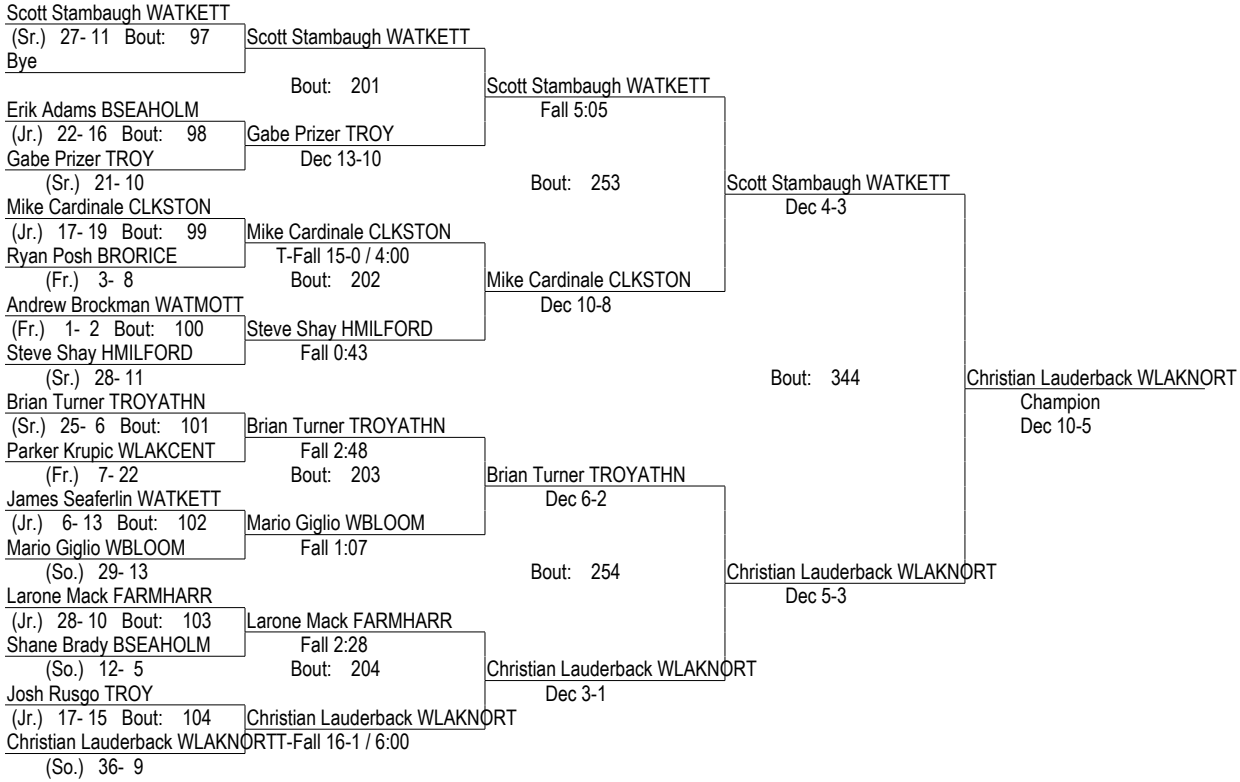 Scott Stambaugh WATKETT
(Sr.) 27- 11 Bout: 97 Scott Stambaugh WATKETT
Bye
Bout: 201 Scott Stambaugh WATKETT
Erik Adams BSEAHOLM Fall 5:05
(Jr.) 22- 16 Bout: 98 Gabe Prizer TROY
Gabe Prizer TROY Dec 13-10
(Sr.) 21- 10 Bout: 253 Scott Stambaugh WATKETT
Mike Cardinale CLKSTON Dec 4-3
(Jr.) 17- 19 Bout: 99 Mike Cardinale CLKSTON
Ryan Posh BRORICE T-Fall 15-0 / 4:00
(Fr.) 3- 8 Bout: 202 Mike Cardinale CLKSTON
Andrew Brockman WATMOTT Dec 10-8
(Fr.) 1- 2 Bout: 100 Steve Shay HMILFORD
Steve Shay HMILFORD Fall 0:43
(Sr.) 28- 11 Bout: 344 Christian Lauderback WLAKNORT
Brian Turner TROYATHN Champion
(Sr.) 25- 6 Bout: 101 Brian Turner TROYATHN Dec 10-5
Parker Krupic WLAKCENT Fall 2:48
(Fr.) 7- 22 Bout: 203 Brian Turner TROYATHN
James Seaferlin WATKETT Dec 6-2
(Jr.) 6- 13 Bout: 102 Mario Giglio WBLOOM
Mario Giglio WBLOOM Fall 1:07
(So.) 29- 13 Bout: 254 Christian Lauderback WLAKNORT
Larone Mack FARMHARR Dec 5-3
(Jr.) 28- 10 Bout: 103 Larone Mack FARMHARR
Shane Brady BSEAHOLM Fall 2:28
(So.) 12- 5 Bout: 204 Christian Lauderback WLAKNORT
Josh Rusgo TROY Dec 3-1
(Jr.) 17- 15 Bout: 104 Christian Lauderback WLAKNORT
Christian Lauderback WLAKNORT T-Fall 16-1 / 6:00
(So.) 36- 9